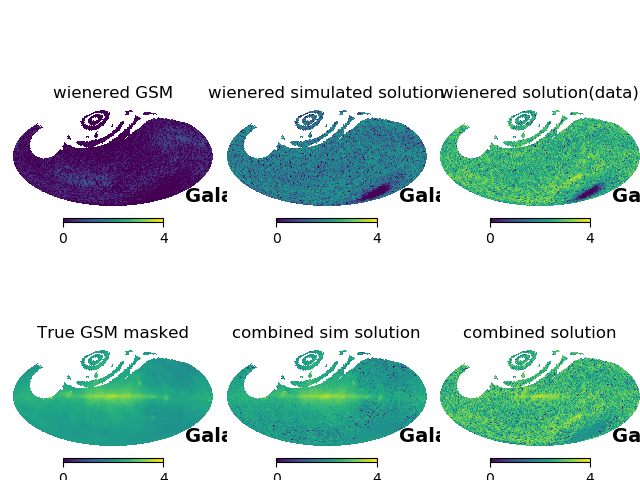 wienered GSM
wienered simulated solution
wienered solution(data)
Gala
Gala
Ga
0 4
0 4
0 4
True GSM masked
combined sim solution
combined solution
Gala
Gala
Ga
0 4
0 4
0 4